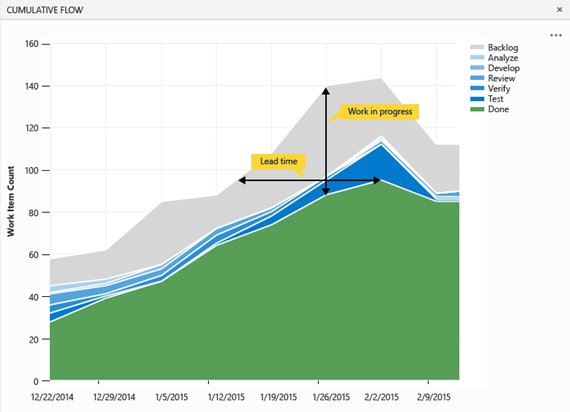 CUMULATIVE FLOW
×
...
160
140
120
100
80
60
40
20
0
Work Item Count
Work in progress
Lead time
12/22/2014 12/29/2014 1/5/2015 1/12/2015 1/19/2015 1/26/2015 2/2/2015 2/9/2015
Backlog
Analyze
Develop
Review
Verify
Test
Done